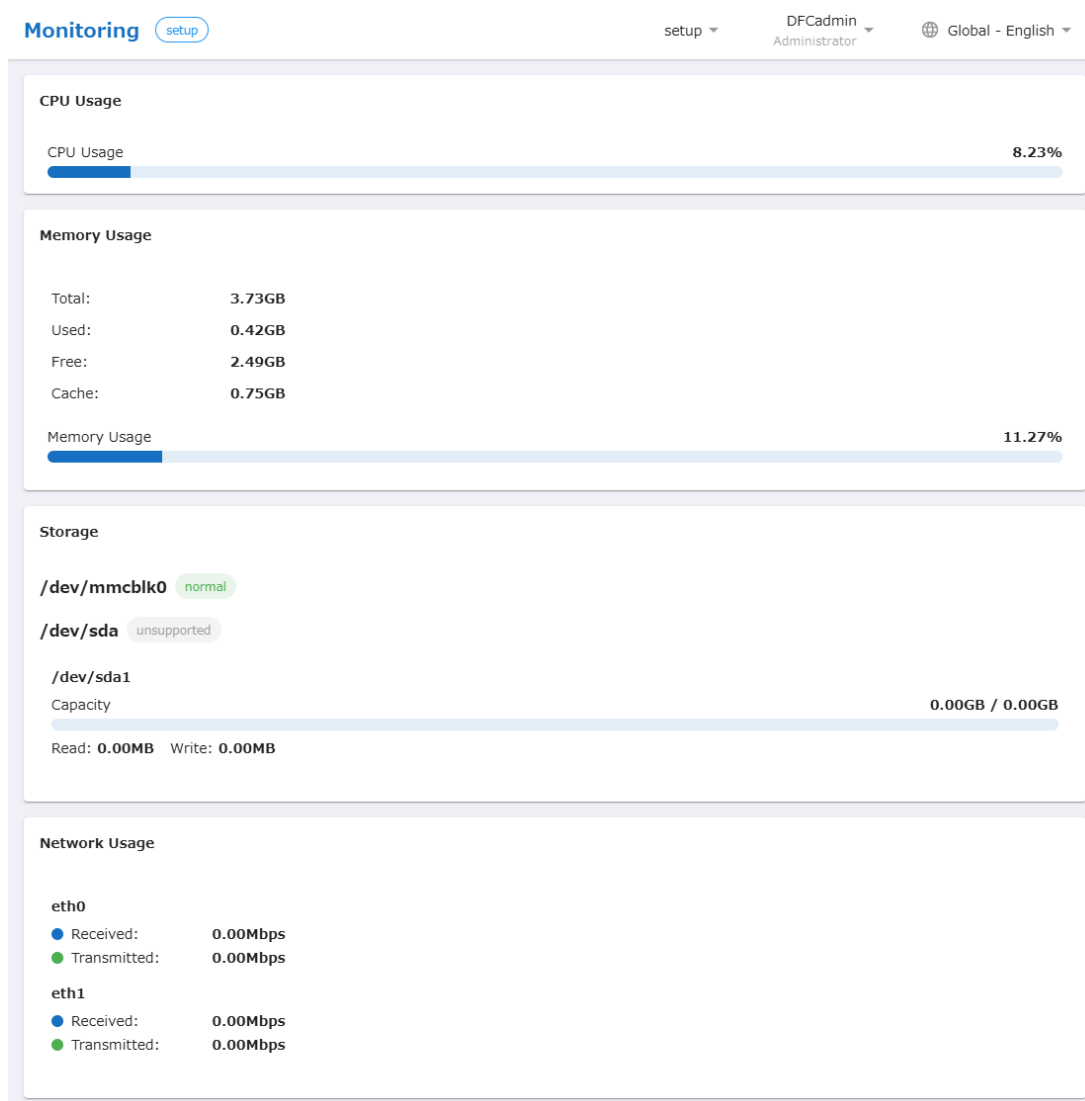 Monitoring setup setup DFCadmin Administrator Global - English
CPU Usage
CPU Usage 8.23%
Memory Usage
Total: 3.73GB
Used: 0.42GB
Free: 2.49GB
Cache: 0.75GB
Memory Usage 11.27%
Storage
/dev/mmcblk0 normal
/dev/sda unsupported
/dev/sda1
Capacity 0.00GB / 0.00GB
Read: 0.00MB Write: 0.00MB
Network Usage
eth0
Received: 0.00Mbps
Transmitted: 0.00Mbps
eth1
Received: 0.00Mbps
Transmitted: 0.00Mbps